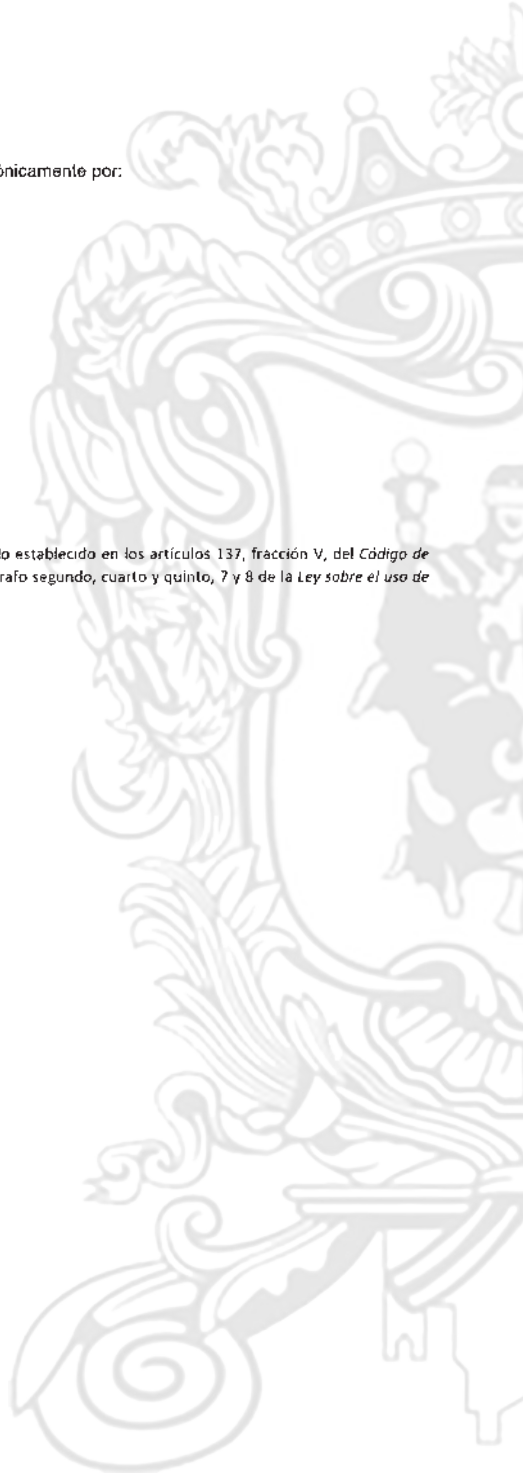 ónicamente por:
lo establecido en los artículos 137, fracción V, del Código de
rafo segundo, cuarto y quinto, 7 y 8 de la Ley sobre el uso de